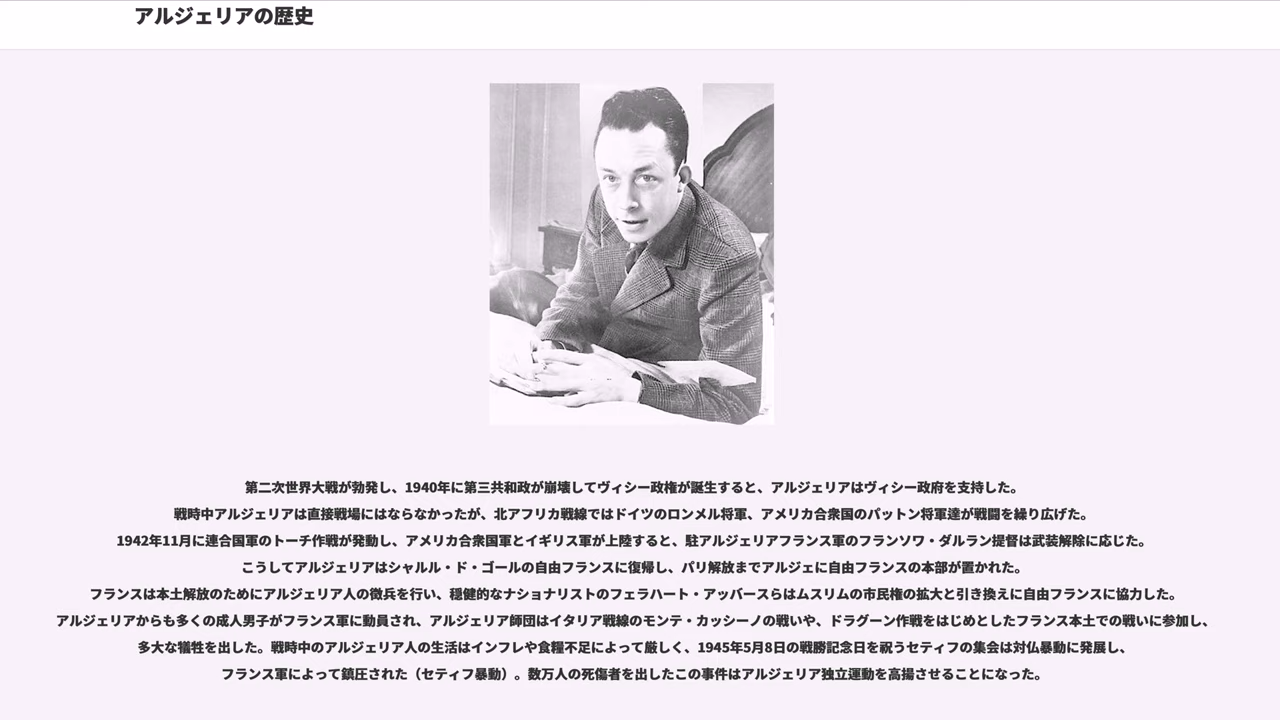 アルジェリアの歴史
第二次世界大戦が勃発し、1940年に第三共和政が崩壊してヴィシー政権が誕生すると、アルジェリアはヴィシー政府を支持した。
戦時中アルジェリアは直接戦場にはならなかったが、北アフリカ戦線ではドイツのロンメル将軍、アメリカ合衆国のパットン将軍達が戦闘を繰り広げた。
1942年11月に連合国軍のトーチ作戦が発動し、アメリカ合衆国軍とイギリス軍が上陸すると、駐アルジェリアフランス軍のフランソワ・ダルラン提督は武装解除に応じた。
こうしてアルジェリアはシャルル・ド・ゴールの自由フランスに復帰し、パリ解放までアルジェに自由フランスの本部が置かれた。
フランスは本土解放のためにアルジェリア人の徴兵を行い、穏健的なナショナリストのフェラハート・アッバースらはムスリムの市民権の拡大と引き換えに自由フランスに協力した。
アルジェリアからも多くの成人男子がフランス軍に動員され、アルジェリア師団はイタリア戦線のモンテ・カッシーノの戦いや、ドラグーン作戦をはじめとしたフランス本土での戦いに参加し、
多大な犠牲を出した。戦時中のアルジェリア人の生活はインフレや食糧不足によって厳しく、1945年5月8日の戦勝記念日を祝うセティフの集会は対仏暴動に発展し、
フランス軍によって鎮圧された（セティフ暴動）。数万人の死傷者を出したこの事件はアルジェリア独立運動を高揚させることになった。